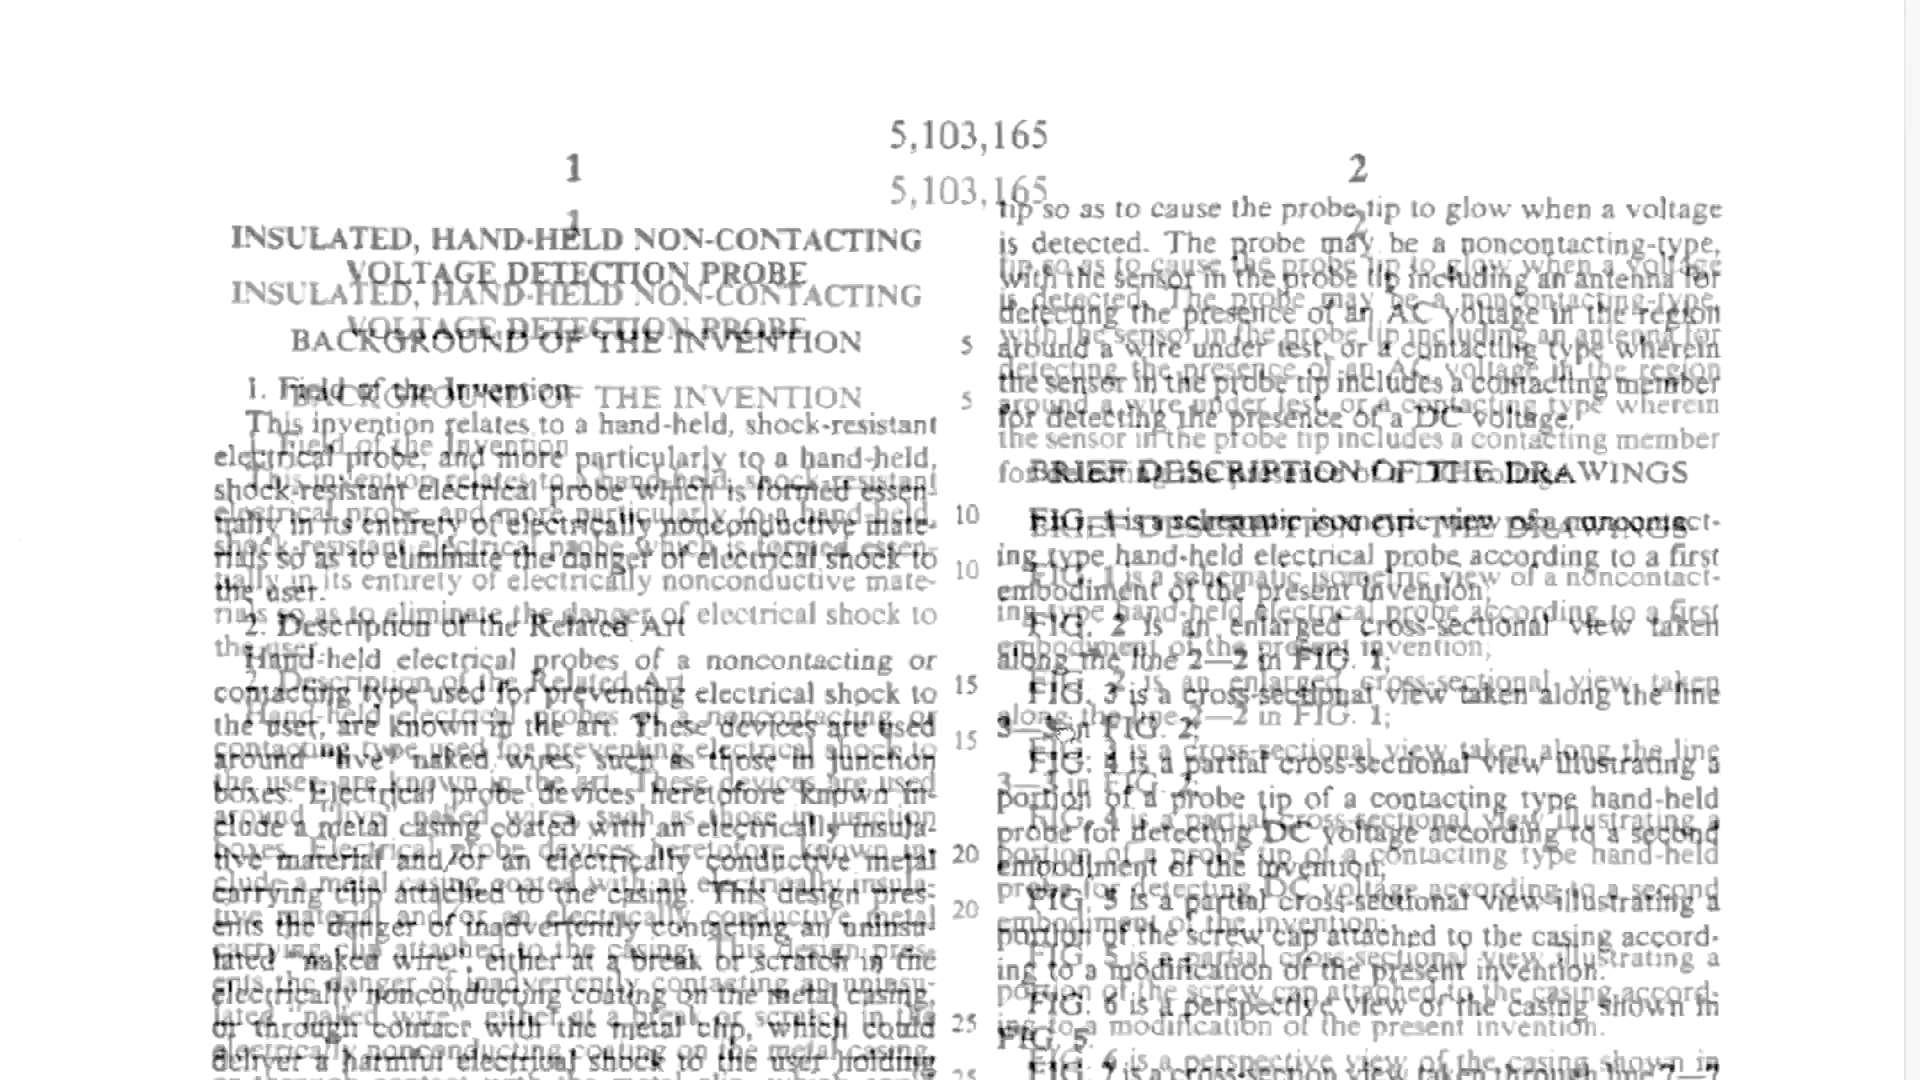 5,103,165
1
INSULATED, HAND-HELD NON-CONTACTING
VOLTAGE DETECTION PROBE
BACKGROUND OF THE INVENTION
1. Field of the Invention
This invention relates to a hand-held, shock-resistant
electrical probe, and more particularly to a hand-held,
shock-resistant electrical probe which is formed essen-
tially in its entirety of electrically nonconductive mate-
rials so as to eliminate the danger of electrical shock to
the user.
2. Description of the Related Art
Hand-held electrical probes of a noncontacting or
contacting type used for preventing electrical shock to
the user, are known in the art. These devices are used
around "live" naked wires, such as those in junction
boxes. Electrical probe devices heretofore known in-
clude a metal casing coated with an electrically insula-
tive material and/or an electrically conductive metal
carrying clip attached to the casing. This design pres-
ents the danger of inadvertently contacting an uninsu-
lated "naked wire", either at a break or scratch in the
electrically nonconducting coating on the metal casing,
or through contact with the metal clip, which could
deliver a harmful electrical shock to the user holding
5
10
15
20
25
2
tip so as to cause the probe tip to glow when a voltage
is detected. The probe may be a noncontacting-type,
with the sensor in the probe tip including an antenna for
detecting the presence of an AC voltage in the region
around a wire under test, or a contacting type wherein
the sensor in the probe tip includes a contacting member
for detecting the presence of a DC voltage.
BRIEF DESCRIPTION OF THE DRAWINGS
FIG. 1 is a schematic isometric view of a noncontact-
ing type hand-held electrical probe according to a first
embodiment of the present invention;
FIG. 2 is an enlarged cross-sectional view taken
along the line 2—2 in FIG. 1;
FIG. 3 is a cross-sectional view taken along the line
3—3 in FIG. 2;
FIG. 4 is a partial cross-sectional view illustrating a
portion of a probe tip of a contacting type hand-held
probe for detecting DC voltage according to a second
embodiment of the invention;
FIG. 5 is a partial cross-sectional view illustrating a
portion of the screw cap attached to the casing accord-
ing to a modification of the present invention.
FIG. 6 is a perspective view of the casing shown in
FIG. 5.
FIG. 7 is a cross-section view taken through line 7—7